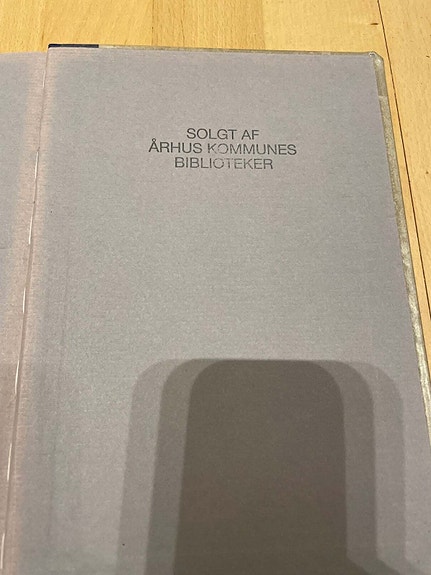 SOLGT AF
ÅRHUS KOMMUNES
BIBLIOTEKER